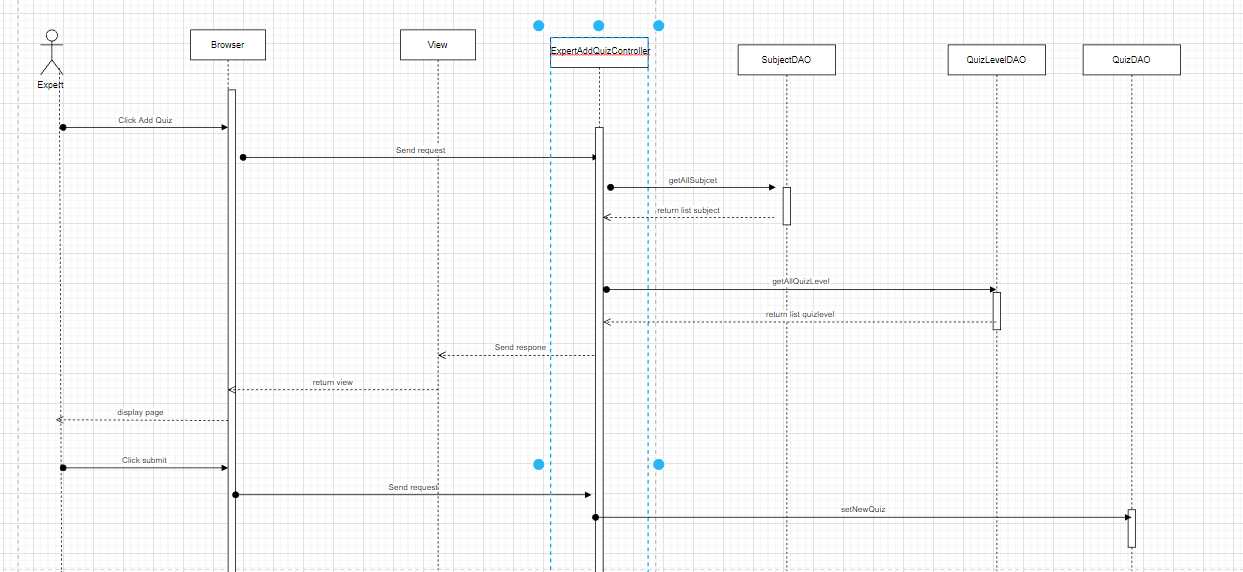 Browser
View
ExpertAddQuizController
SubjectDAO
QuizLevelDAO
QuizDAO
Expert
Click Add Quiz
Send request
getAllSubjcet
return list subject
getAllQuizLevel
return list quizlevel
Send respone
return view
display page
Click submit
Send request
setNewQuiz